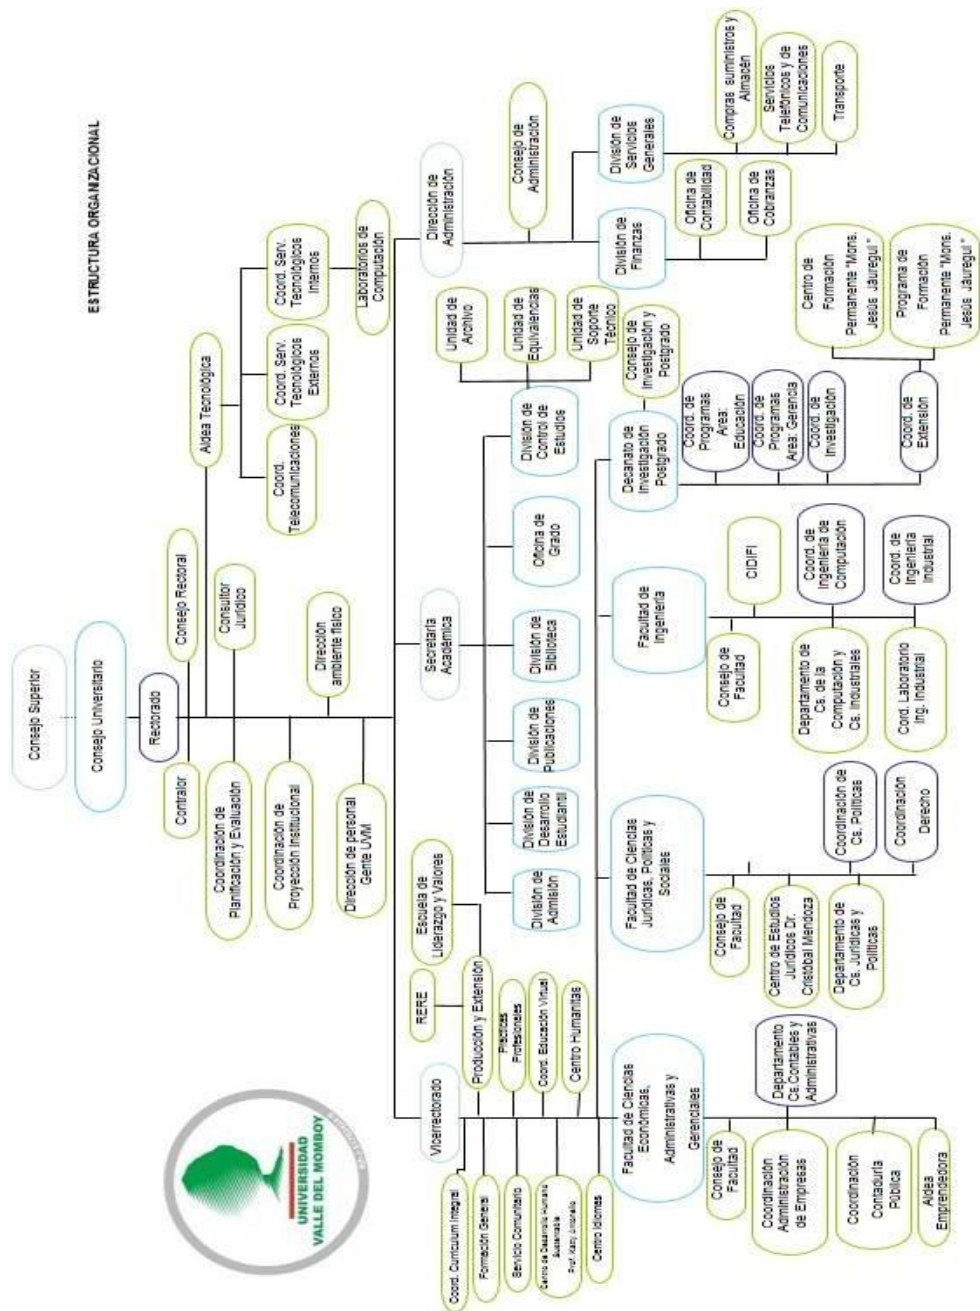 ESTRUCTURA ORGANIZACIONAL
UNIVERSIDAD
VALLE DEL MOMBOY
Consejo Superior
Consejo Universitario
Rectorado
Contralor
Consejo Rectoral
Coordinación de
Planificación y Evaluación
Consultor
Jurídico
Coordinación de
Proyección Institucional
Dirección de personal
Gente UVM
Dirección
ambiente físico
Aldea Tecnológica
Coord.
Telecomunicaciones
Coord. Serv.
Tecnológicos
Externos
Coord. Serv.
Tecnológicos
Internos
Laboratorios de
Computación
Vicerrectorado
Secretaría
Académica
Dirección de
Administración
RERE
Escuela de
Liderazgo y Valores
Producción y Extensión
Coord. Curriculum Integral
Formación General
Prácticas
Profesionales
Servicio Comunitario
Coord. Educación Virtual
Centro de Desarrollo Humano
Sustentable
Centro Humanitas
Centro Idiomas
División de
Admisión
División de
Desarrollo
Estudiantil
División de
Publicaciones
División de
Biblioteca
Oficina de
Grado
División de
Control de
Estudios
Unidad de
Archivo
Unidad de
Equivalencias
Unidad de
Soporte
Técnico
Consejo de
Administración
División de
Finanzas
División de
Servicios
Generales
Oficina de
Contabilidad
Oficina de
Cobranzas
Compras suministros y
Almacén
Servicios
Telefónicos y de
Comunicaciones
Transporte
Facultad de Ciencias
Económicas,
Administrativas y
Gerenciales
Consejo de
Facultad
Departamento
Cs.Contables y
Administrativas
Coordinación
Administración
de Empresas
Coordinación
Contaduría
Pública
Aldea
Emprendedora
Facultad de Ciencias
Jurídicas, Políticas y
Sociales
Consejo de
Facultad
Centro de Estudios
Jurídicos Dr.
Cristóbal Mendoza
Departamento de
Cs. Jurídicas y
Políticas
Coordinación de
Cs. Políticas
Coordinación
Derecho
Facultad de
Ingeniería
Consejo de
Facultad
CIDIFI
Departamento de
Cs. de la
Computación y
Cs. Industriales
Coord. de
Ingeniería de
Computación
Cord. Laboratorio
Ing. Industrial
Coord. de
Ingeniería
Industrial
Decanato de
Investigación
Postgrado
Consejo de
Investigación y
Postgrado
Coord. de
Programas
Area:
Educación
Coord. de
Programas
Area: Gerencia
Coord. de
Investigación
Coord. de
Extensión
Centro de
Formación
Permanente "Mons.
Jesús Jáuregui"
Programa de
Formación
Permanente "Mons.
Jesús Jáuregui"